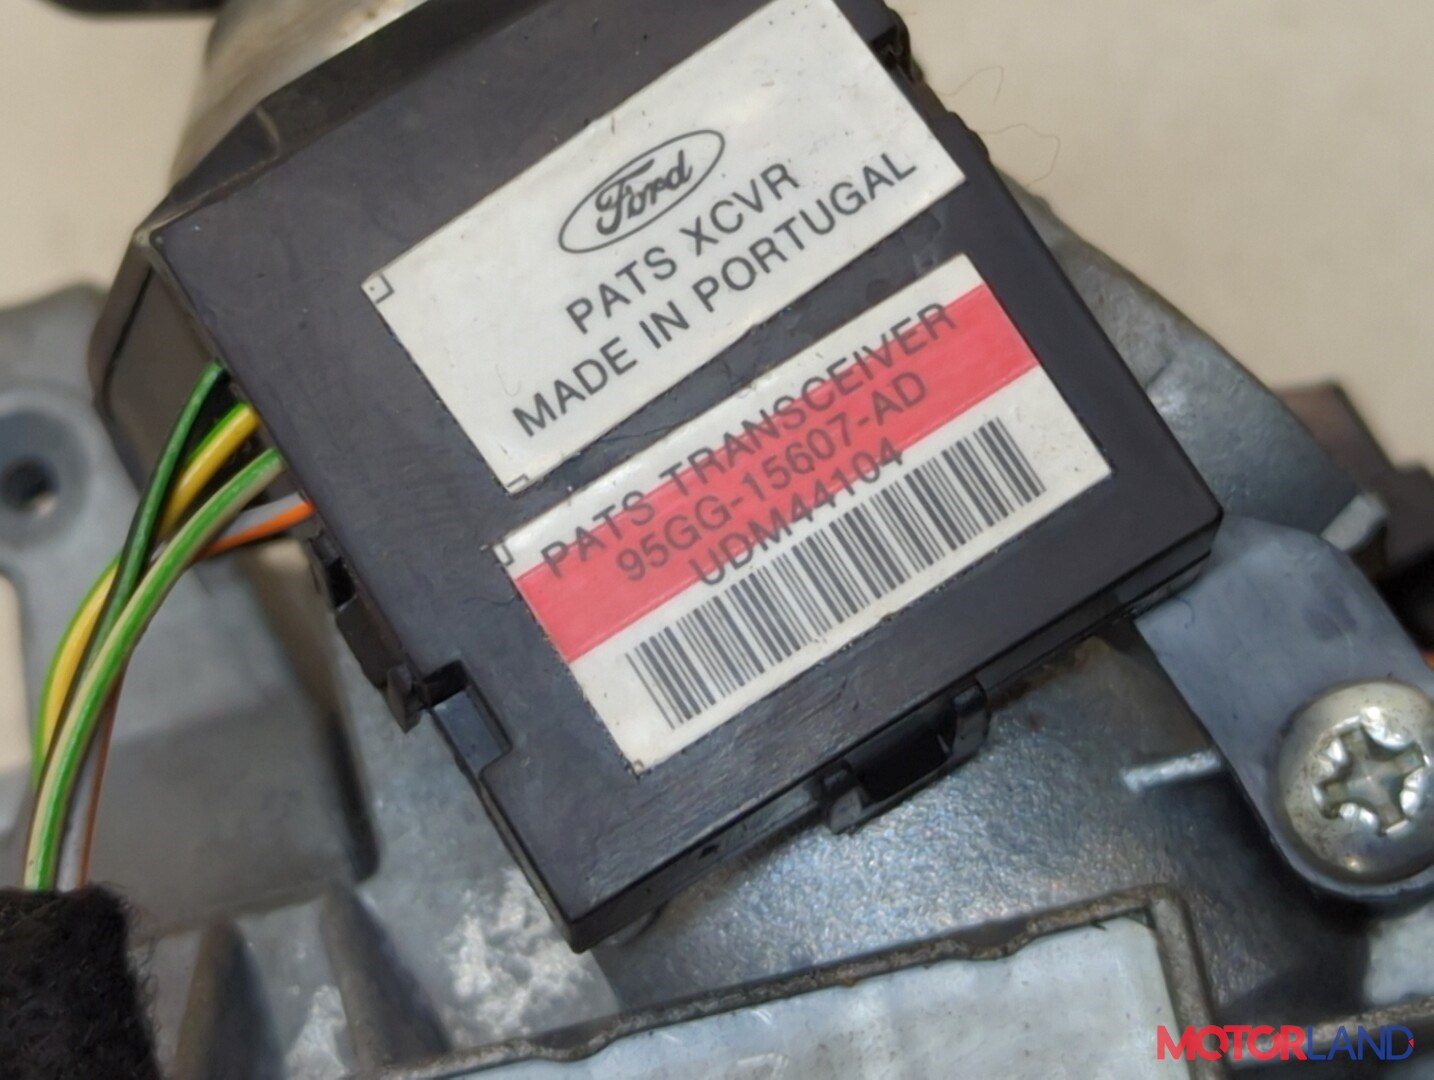 Ford
PATS XCVR
MADE IN PORTUGAL
PATS TRANSCEIVER
95GG-15607-AD
UDM44104
MOTORLAND